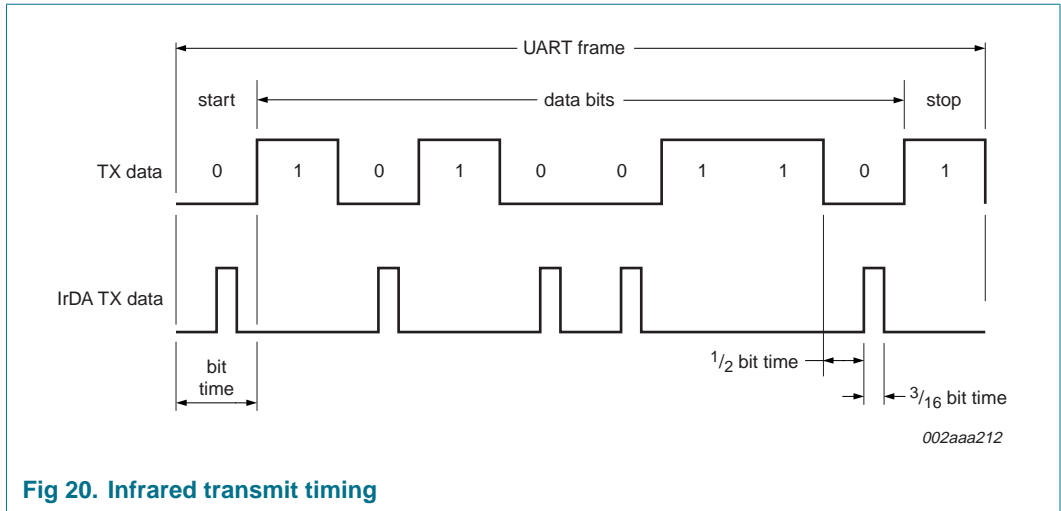 UART frame
start data bits stop
TX data 0 1 0 1 0 0 1 1 0 1
IrDA TX data
bit
time
1/2 bit time
3/16 bit time
002aaa212
Fig 20. Infrared transmit timing